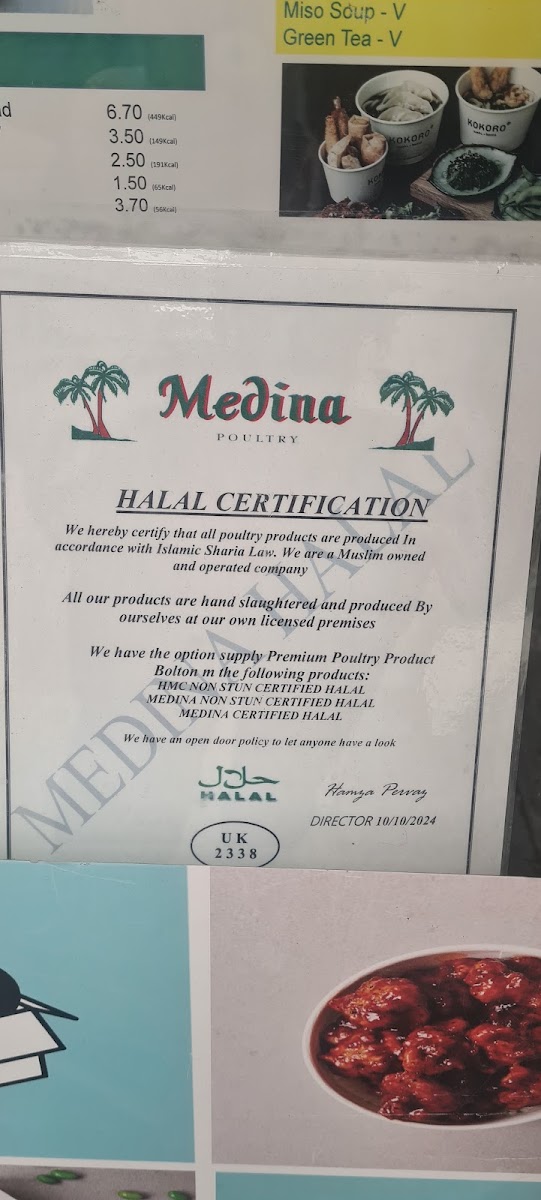 Miso Soup - V
Green Tea - V
6.70 (449Kcal)
3.50 (149Kcal)
2.50 (191Kcal)
1.50 (65Kcal)
3.70 (56Kcal)
KOKORO
KOKORO
Medina
POULTRY
HALAL CERTIFICATION
We hereby certify that all poultry products are produced In
accordance with Islamic Sharia Law. We are a Muslim owned
and operated company
All our products are hand slaughtered and produced By
ourselves at our own licensed premises
We have the option supply Premium Poultry Product
Bolton m the following products:
HMC NON STUN CERTIFIED HALAL
MEDINA NON STUN CERTIFIED HALAL
MEDINA CERTIFIED HALAL
We have an open door policy to let anyone have a look
حلال
HALAL
Hamza Pervaz
DIRECTOR 10/10/2024
UK
2338
MEDINA HALAL